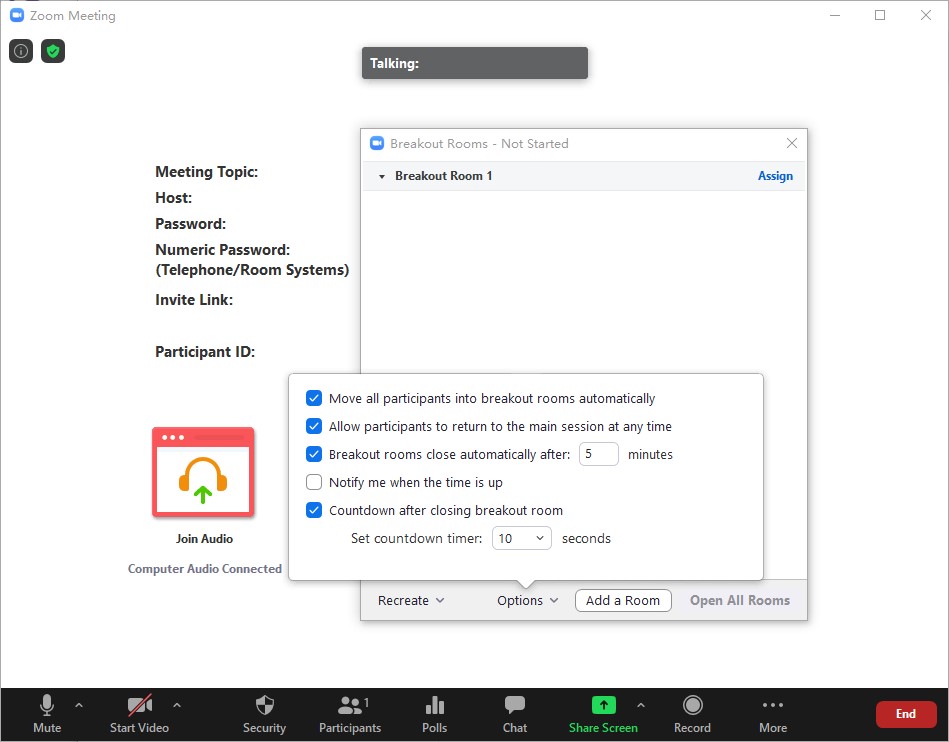 Zoom Meeting
Talking:
Breakout Rooms - Not Started
Breakout Room 1 Assign
Meeting Topic:
Host:
Password:
Numeric Password:
(Telephone/Room Systems)
Invite Link:
Participant ID:
Move all participants into breakout rooms automatically
Allow participants to return to the main session at any time
Breakout rooms close automatically after: 5 minutes
Notify me when the time is up
Countdown after closing breakout room
Set countdown timer: 10 seconds
Join Audio
Computer Audio Connected
Recreate Options Add a Room Open All Rooms
1
Mute Start Video Security Participants Polls Chat Share Screen Record More End